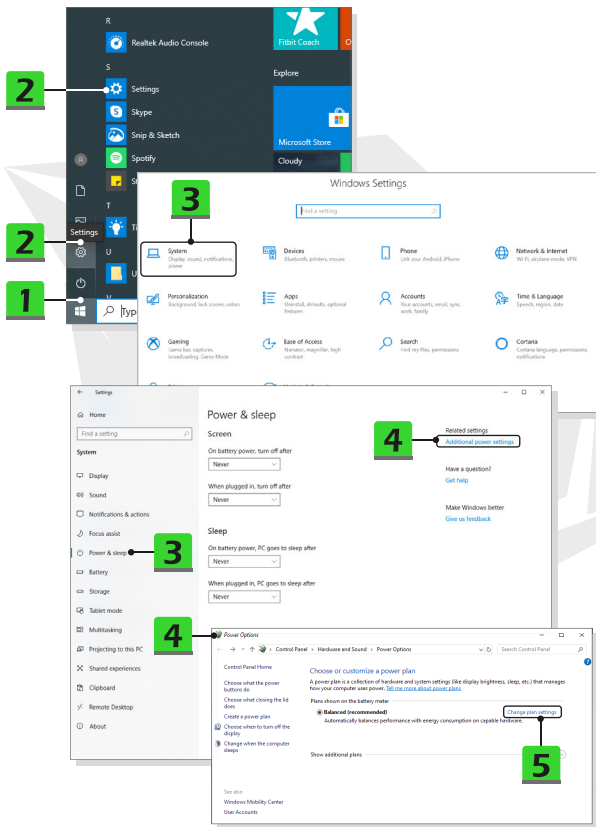 R
Realtek Audio Console
Fitbit Coach
O
S
Explore
2
Settings
Skype
Microsoft Store
Snip & Sketch
Cloudy
Spotify
St
T
Ti
2
Settings
U
U
1
V
Typ
Windows Settings
3
Find a setting
System
Display, sound, notifications,
power
Devices
Bluetooth, printers, mouse
Phone
Link your Android, iPhone
Network & Internet
Wi-Fi, airplane mode, VPN
Personalization
Background, lock screen, colors
Apps
Uninstall, defaults, optional
features
Accounts
Your accounts, email, sync,
work, family
Time & Language
Speech, region, date
Gaming
Game bar, captures,
broadcasting, Game Mode
Ease of Access
Narrator, magnifier, high
contrast
Search
Find my files, permissions
Cortana
Cortana language, permissions,
notifications
Settings
Home
Find a setting
System
Display
Sound
Notifications & actions
Focus assist
Power & sleep
3
Battery
Storage
Tablet mode
Multitasking
Projecting to this PC
Shared experiences
Clipboard
Remote Desktop
About
Power & sleep
Screen
On battery power, turn off after
Never
When plugged in, turn off after
Never
Sleep
On battery power, PC goes to sleep after
Never
When plugged in, PC goes to sleep after
Never
4
Related settings
Additional power settings
Have a question?
Get help
Make Windows better
Give us feedback
4
Power Options
Control Panel > Hardware and Sound > Power Options
Search Control Panel
Control Panel Home
Choose what the power
buttons do
Choose what closing the lid
does
Create a power plan
Choose when to turn off the
display
Change when the computer
sleeps
See also
Windows Mobility Center
User Accounts
Choose or customize a power plan
A power plan is a collection of hardware and system settings (like display brightness, sleep, etc.) that manages
how your computer uses power. Tell me more about power plans
Plans shown on the battery meter
Balanced (recommended)
Change plan settings
Automatically balances performance with energy consumption on capable hardware.
Show additional plans
5